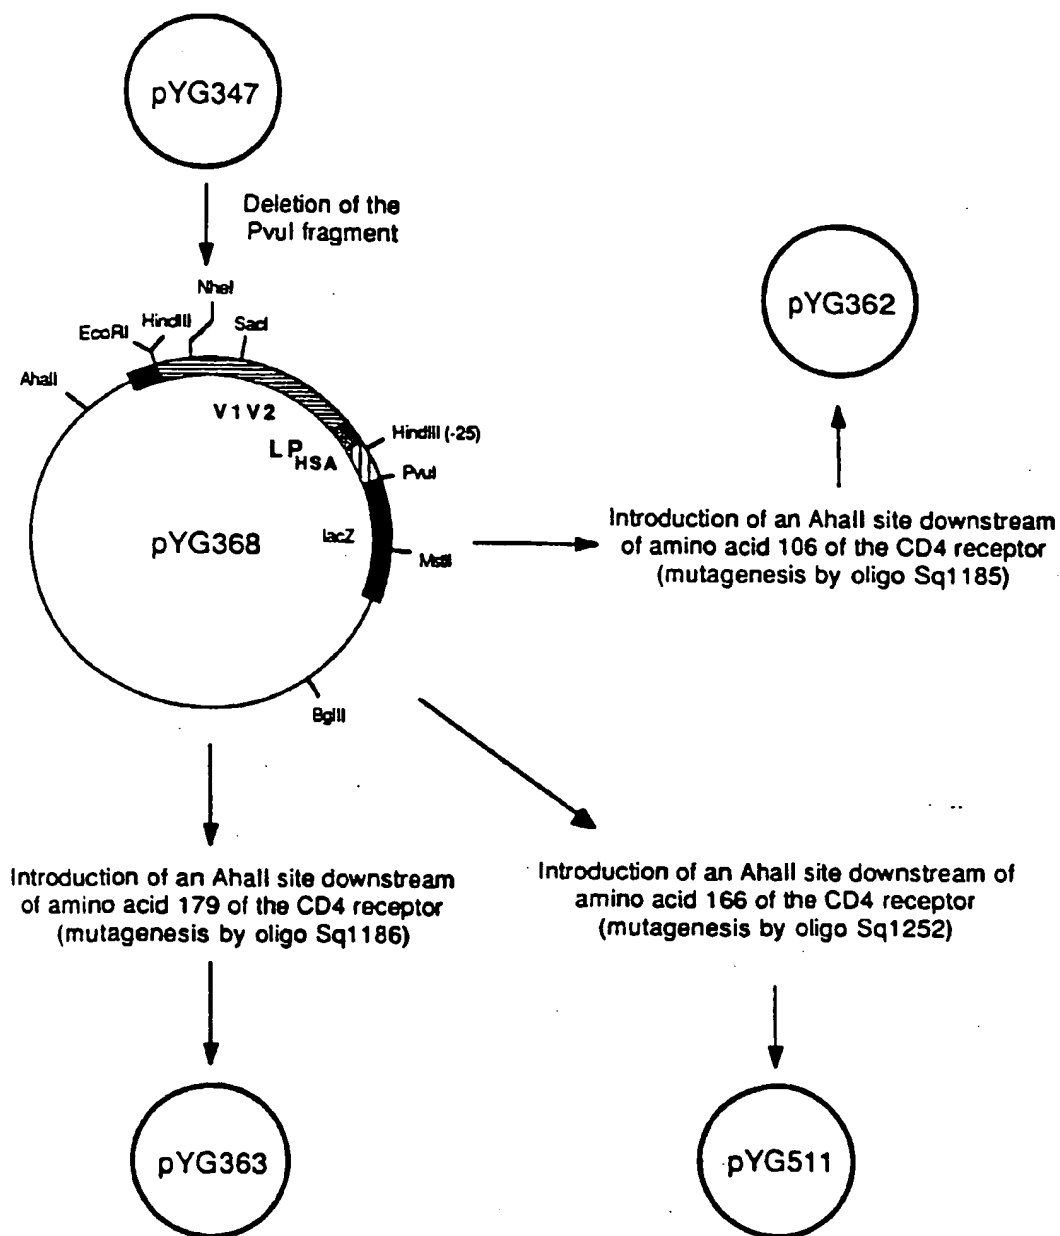 pYG347
Deletion of the
PvuI fragment
NheI
HindIII
SacI
EcoRI
AhaII
V1V2
HindIII (-25)
LP HSA
PvuI
pYG368
lacZ
MstII
BglII
pYG362
Introduction of an AhaII site downstream
of amino acid 106 of the CD4 receptor
(mutagenesis by oligo Sq1185)
Introduction of an AhaII site downstream
of amino acid 179 of the CD4 receptor
(mutagenesis by oligo Sq1186)
Introduction of an AhaII site downstream of
amino acid 166 of the CD4 receptor
(mutagenesis by oligo Sq1252)
pYG363
pYG511